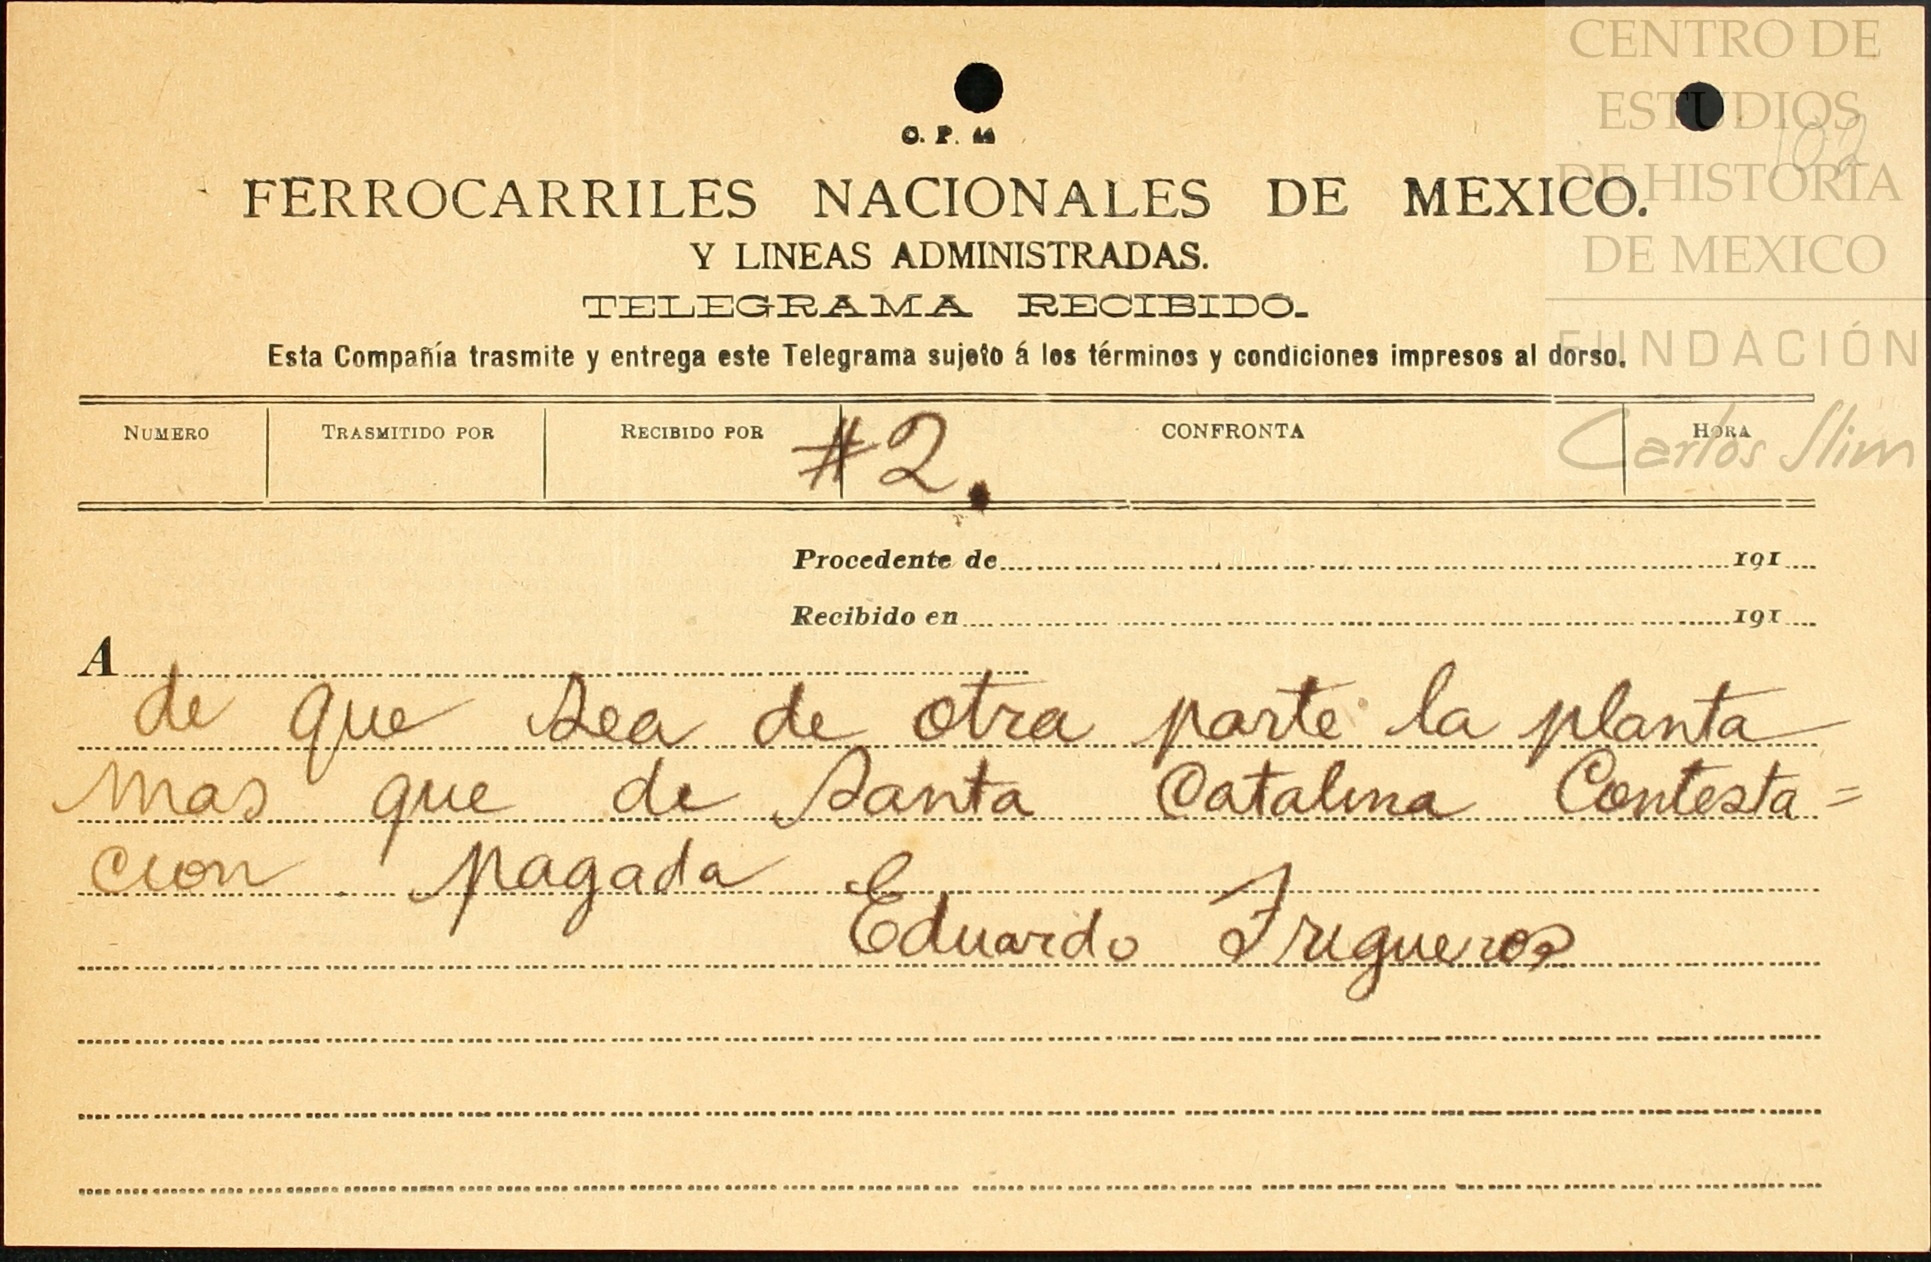 CENTRO DE
ESTUDIOS
DE HISTORIA
DE MEXICO
FUNDACIÓN
Carlos Slim
102
C. P. 44
FERROCARRILES NACIONALES DE MEXICO.
Y LINEAS ADMINISTRADAS.
TELEGRAMA RECIBIDO.
Esta Compañía trasmite y entrega este Telegrama sujeto á los términos y condiciones impresos al dorso.
NUMERO TRASMITIDO POR RECIBIDO POR CONFRONTA HORA
#2.
Procedente de 191
Recibido en 191
A
de que sea de otra parte la planta
mas que de Santa Catalina Contesta=
cion pagada
Eduardo Trigueros